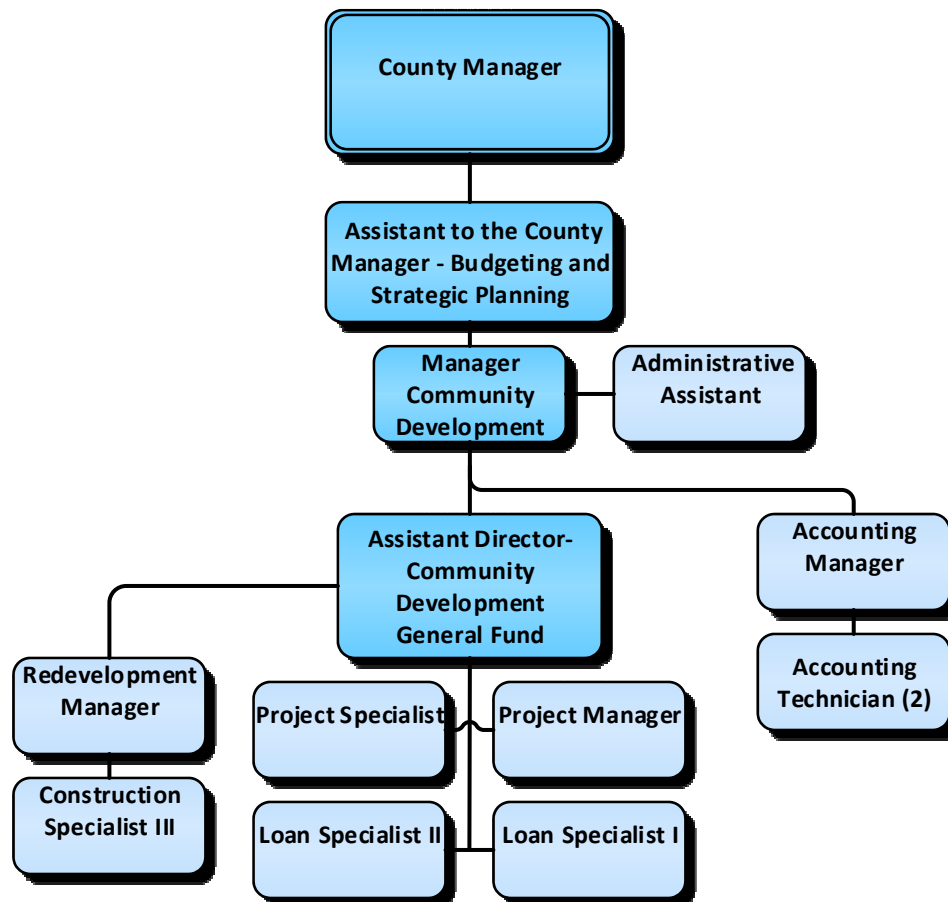 County Manager
Assistant to the County
Manager - Budgeting and
Strategic Planning
Manager
Community
Development
Administrative
Assistant
Assistant Director-
Community
Development
General Fund
Accounting
Manager
Redevelopment
Manager
Accounting
Technician (2)
Project Specialist
Project Manager
Construction
Specialist III
Loan Specialist II
Loan Specialist I